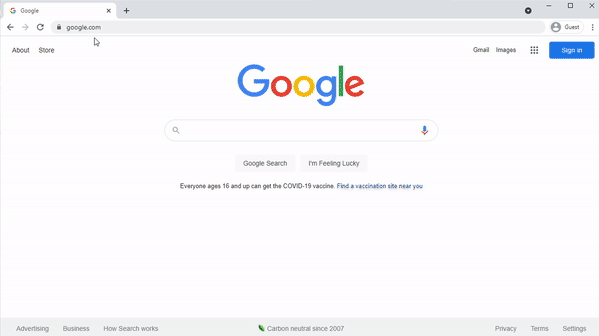 Google
google.com
Guest
About Store
Gmail Images Sign in
Google
Google Search I'm Feeling Lucky
Everyone ages 16 and up can get the COVID-19 vaccine. Find a vaccination site near you
Advertising Business How Search works Carbon neutral since 2007 Privacy Terms Settings